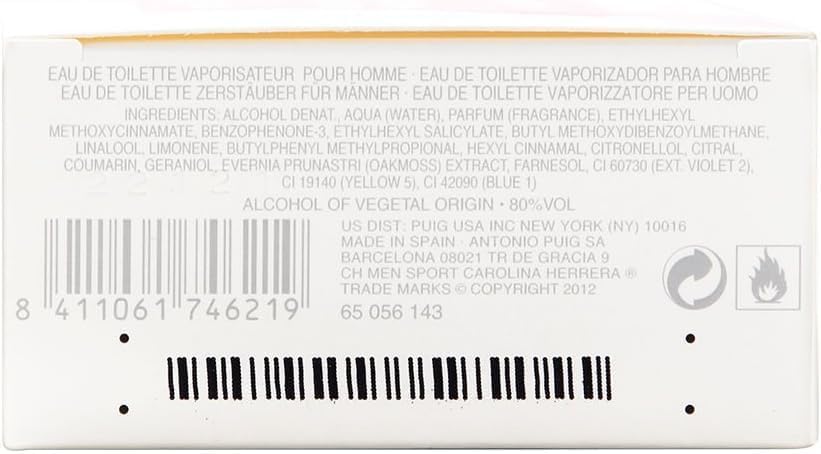 EAU DE TOILETTE VAPORISATEUR POUR HOMME · EAU DE TOILETTE VAPORIZADOR PARA HOMBRE
EAU DE TOILETTE ZERSTÄUBER FÜR MÄNNER · EAU DE TOILETTE VAPORIZZATORE PER UOMO
INGREDIENTS: ALCOHOL DENAT., AQUA (WATER), PARFUM (FRAGRANCE), ETHYLHEXYL
METHOXYCINNAMATE, BENZOPHENONE-3, ETHYLHEXYL SALICYLATE, BUTYL METHOXYDIBENZOYLMETHANE,
LINALOOL, LIMONENE, BUTYLPHENYL METHYLPROPIONAL, HEXYL CINNAMAL, CITRONELLOL, CITRAL,
COUMARIN, GERANIOL, EVERNIA PRUNASTRI (OAKMOSS) EXTRACT, FARNESOL, CI 60730 (EXT. VIOLET 2),
CI 19140 (YELLOW 5), CI 42090 (BLUE 1)
ALCOHOL OF VEGETAL ORIGIN · 80%VOL
US DIST: PUIG USA INC NEW YORK (NY) 10016
MADE IN SPAIN · ANTONIO PUIG SA
BARCELONA 08021 TR DE GRACIA 9
CH MEN SPORT CAROLINA HERRERA ®
TRADE MARKS © COPYRIGHT 2012
8 411061 746219
65 056 143